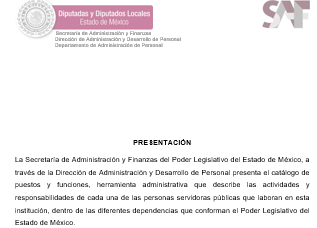 Diputadas y Diputados Locales
Estado de México
Secretaría de Administración y Finanzas
Dirección de Administración y Desarrollo de Personal
Departamento de Administración de Personal
SAF
PRESENTACIÓN
La Secretaría de Administración y Finanzas del Poder Legislativo del Estado de México, a
través de la Dirección de Administración y Desarrollo de Personal presenta el catálogo de
puestos y funciones, herramienta administrativa que describe las actividades y
responsabilidades de cada una de las personas servidoras públicas que laboran en esta
institución, dentro de las diferentes dependencias que conforman el Poder Legislativo del
Estado de México.